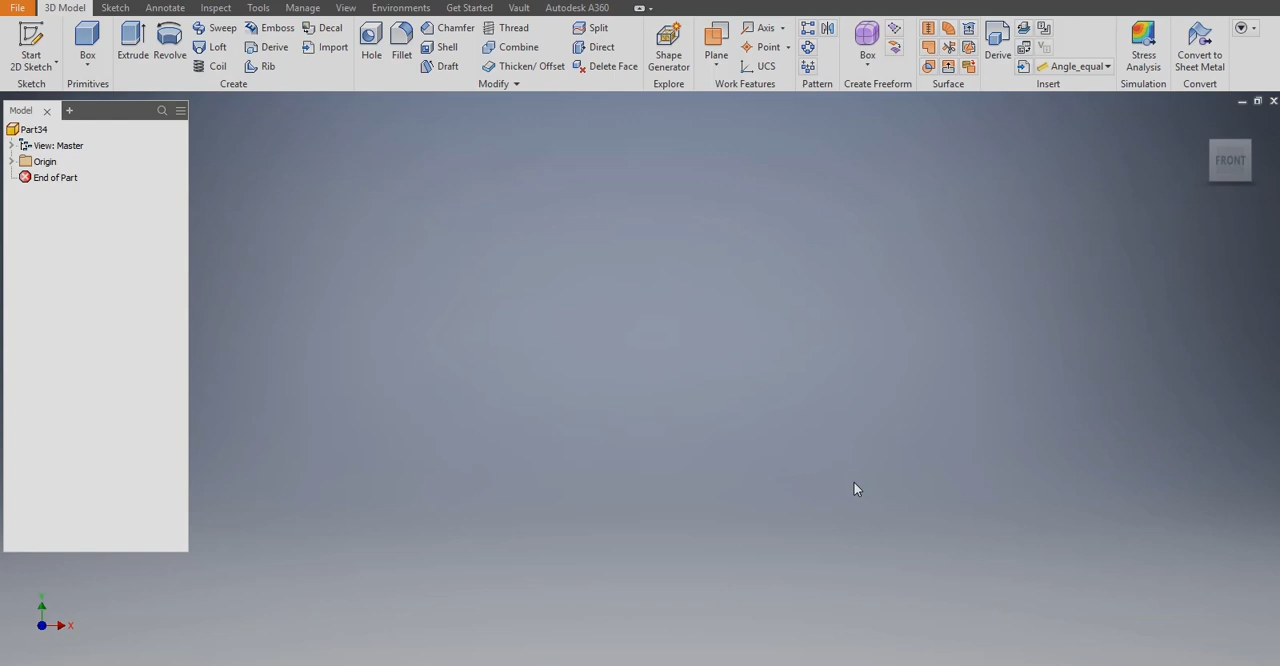 File 3D Model Sketch Annotate Inspect Tools Manage View Environments Get Started Vault Autodesk A360
Start 2D Sketch
Box
Extrude
Revolve
Sweep Emboss Decal
Loft Derive Import
Coil Rib
Hole
Fillet
Chamfer Thread Split
Shell Combine Direct
Draft Thicken/ Offset Delete Face
Shape Generator
Plane
Axis
Point
UCS
Box
Derive
Angle_equal
Stress Analysis
Convert to Sheet Metal
Sketch Primitives Create Modify Explore Work Features Pattern Create Freeform Surface Insert Simulation Convert
Model
Part34
View: Master
Origin
End of Part
FRONT
Y
X